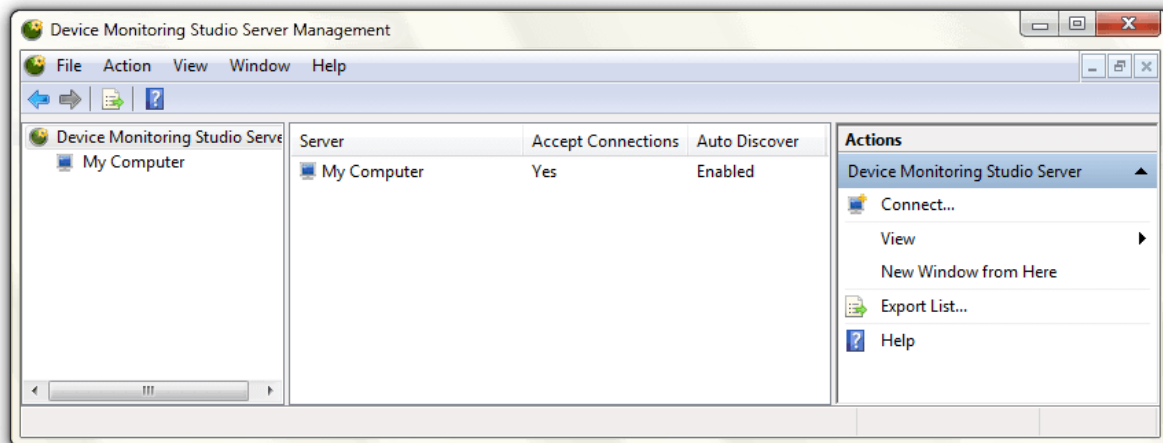 Device Monitoring Studio Server Management
File Action View Window Help
Device Monitoring Studio Serve
My Computer
Server Accept Connections Auto Discover
My Computer Yes Enabled
Actions
Device Monitoring Studio Server
Connect...
View
New Window from Here
Export List...
Help